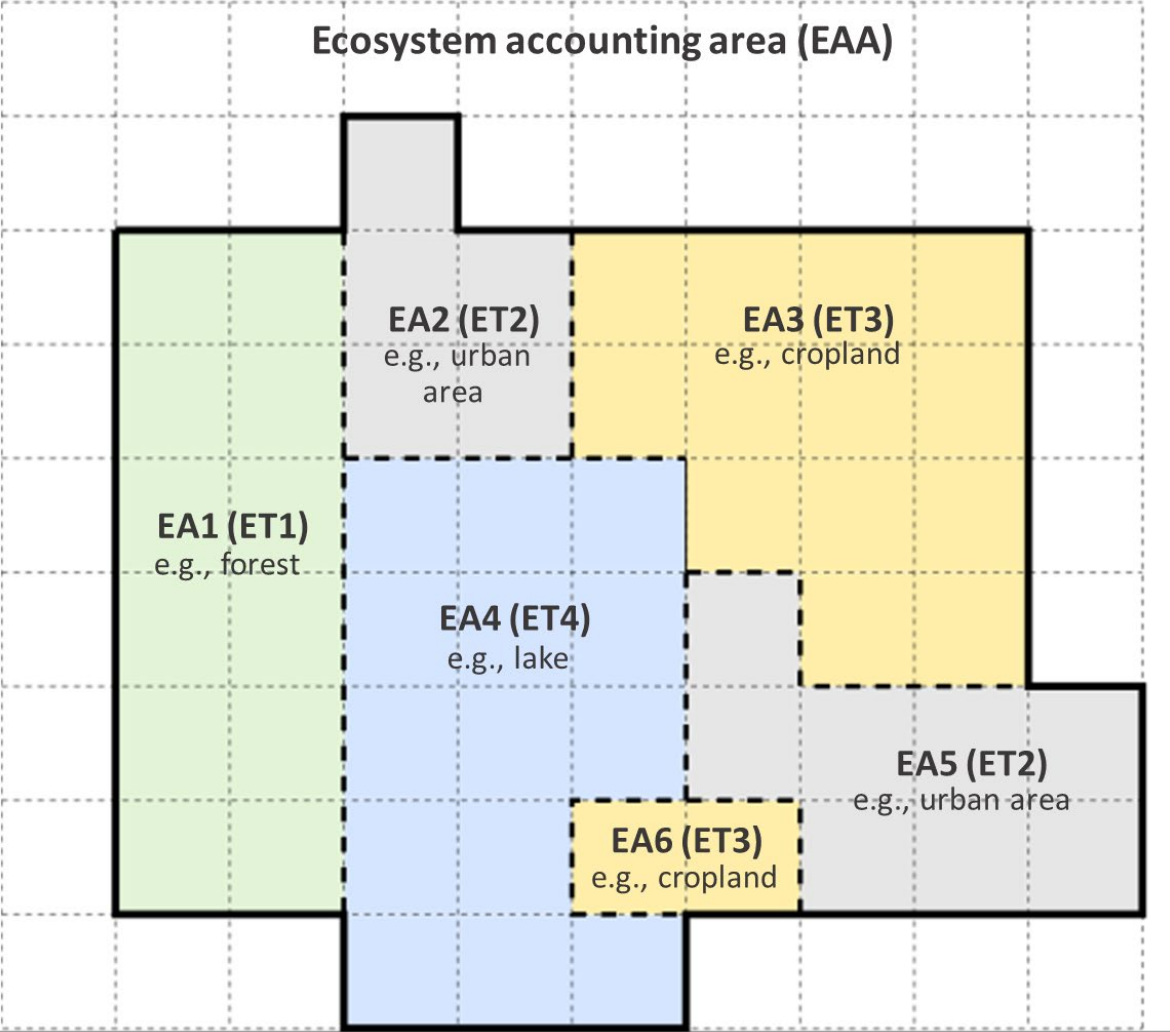 Ecosystem accounting area (EAA)
EA2 (ET2)
e.g., urban
area
EA3 (ET3)
e.g., cropland
EA1 (ET1)
e.g., forest
EA4 (ET4)
e.g., lake
EA5 (ET2)
e.g., urban area
EA6 (ET3)
e.g., cropland